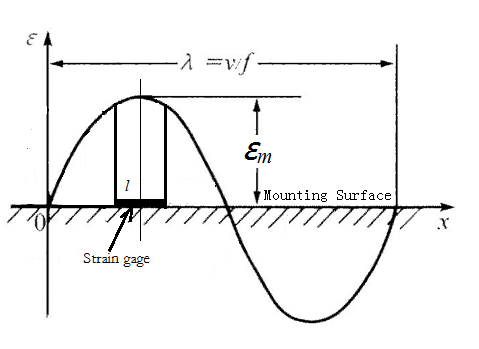 ε
λ =v/f
εm
l
Mounting Surface
0
x
Strain gage